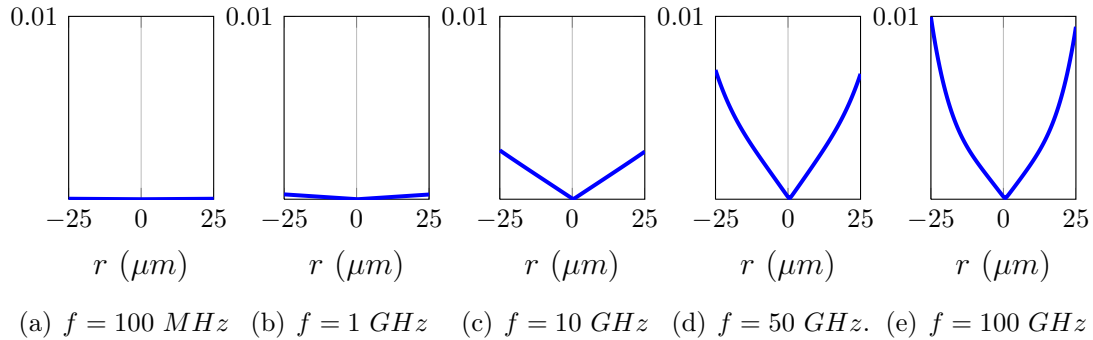 0.01 0.01 0.01 0.01 0.01
−25 0 25 −25 0 25 −25 0 25 −25 0 25 −25 0 25
r (μm) r (μm) r (μm) r (μm) r (μm)
(a) f = 100 MHz (b) f = 1 GHz (c) f = 10 GHz (d) f = 50 GHz. (e) f = 100 GHz